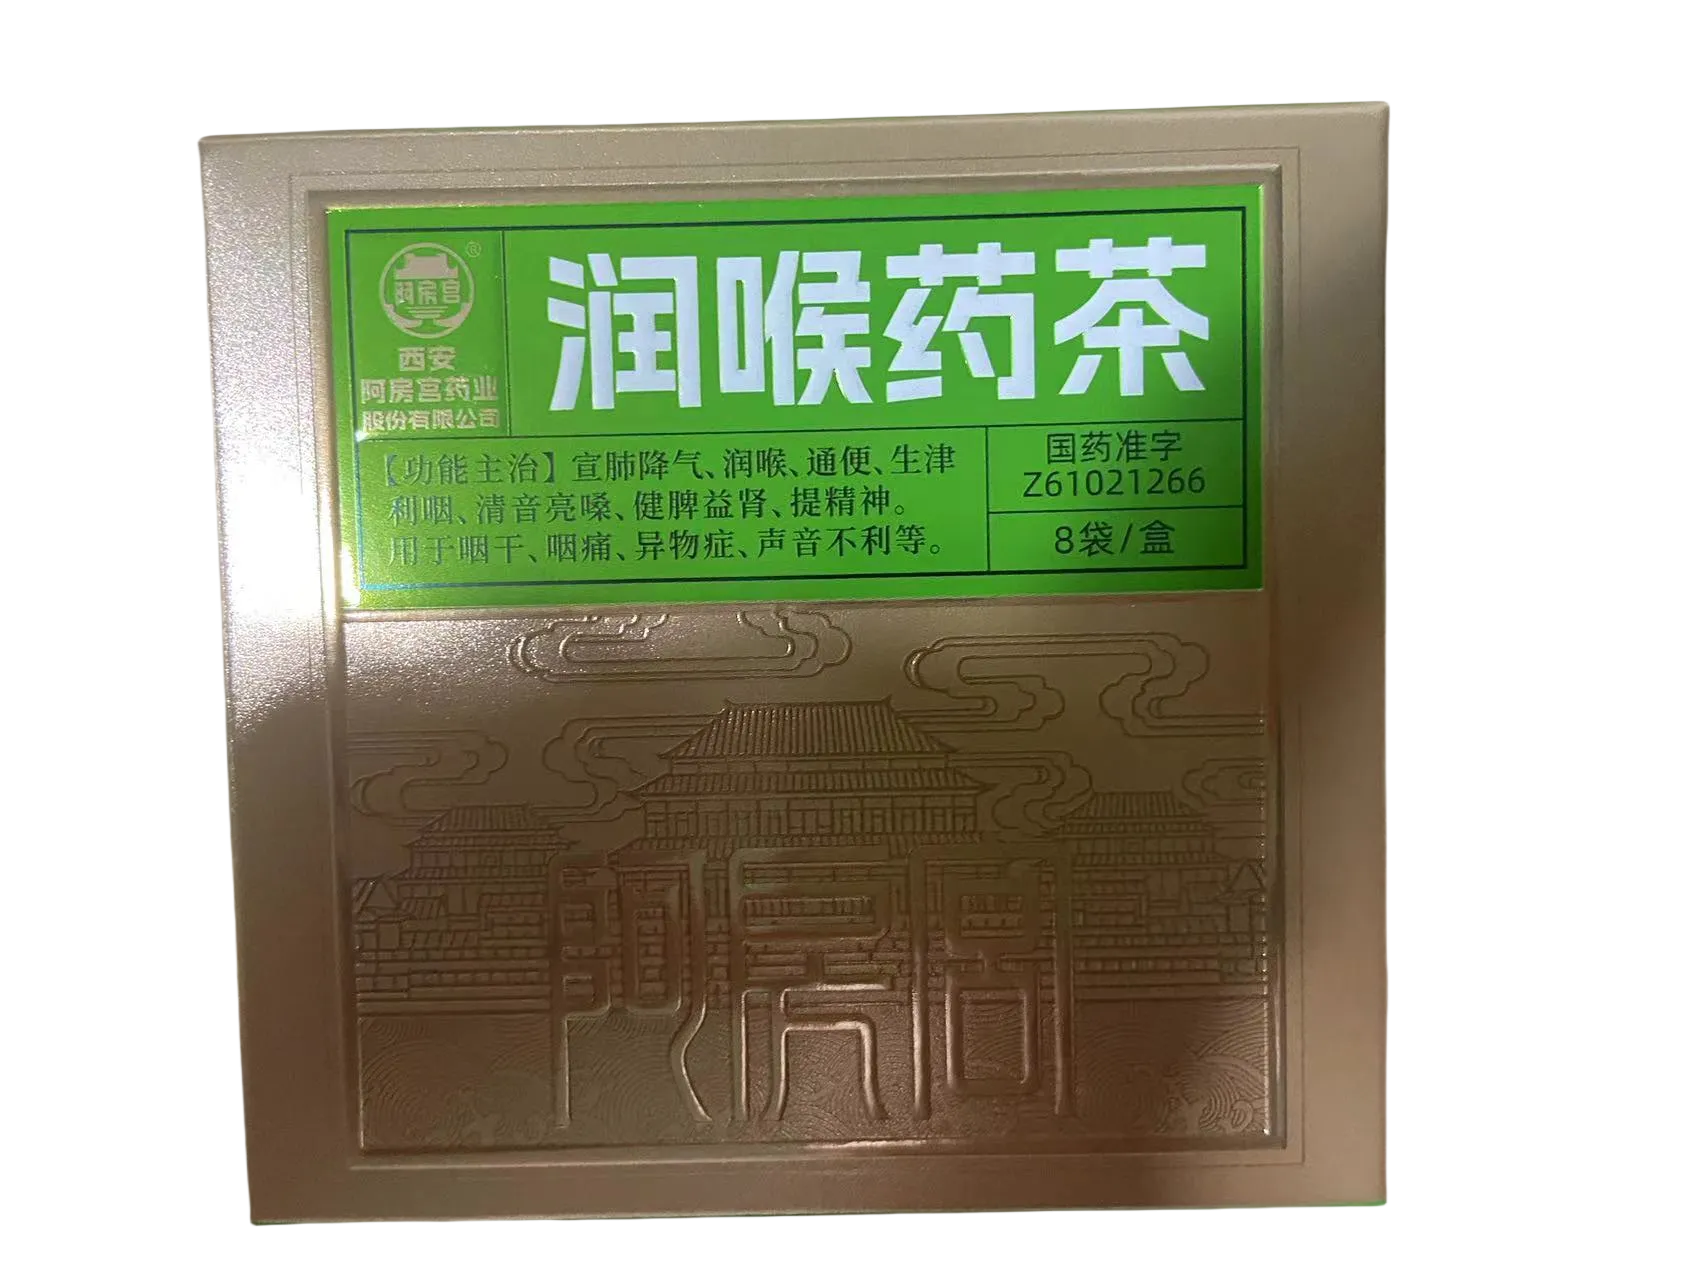 阿房宫
®
西安
阿房宫药业
股份有限公司
润喉药茶
【功能主治】宣肺降气、润喉、通便、生津
利咽、清音亮嗓、健脾益肾、提精神。
用于咽干、咽痛、异物症、声音不利等。
国药准字
Z61021266
8袋/盒
阿房宫